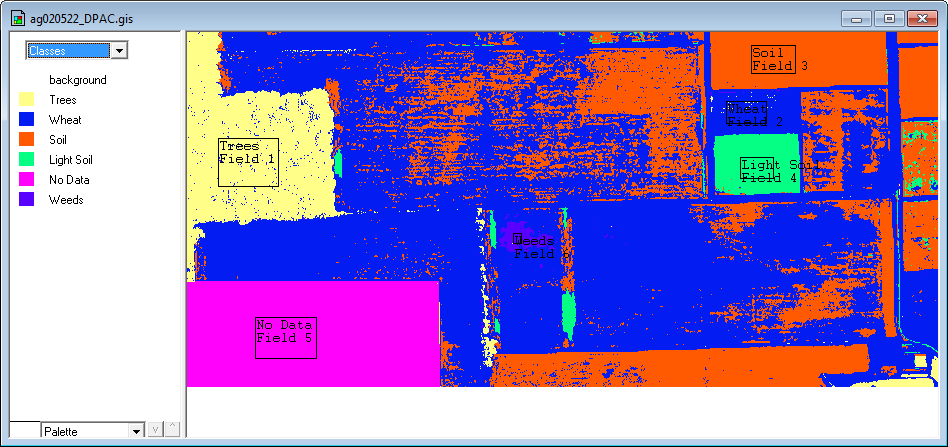 ag020522_DPAC.gis
Classes
background
Trees
Wheat
Soil
Light Soil
No Data
Weeds
Soil
Field 3
Wheat
Field 2
Trees
Field 1
Light Soil
Field 4
Weeds
Field
No Data
Field 5
Palette